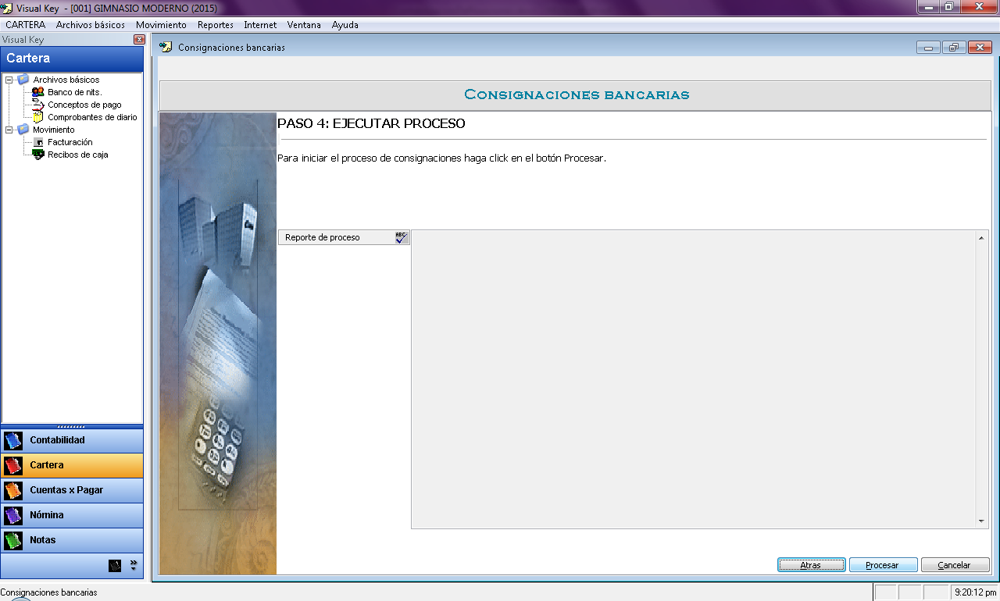 Visual Key - [001] GIMNASIO MODERNO (2015)
CARTERA Archivos básicos Movimiento Reportes Internet Ventana Ayuda
Visual Key
Cartera
Archivos básicos
Banco de nits.
Conceptos de pago
Comprobantes de diario
Movimiento
Facturación
Recibos de caja
Contabilidad
Cartera
Cuentas x Pagar
Nómina
Notas
Consignaciones bancarias
CONSIGNACIONES BANCARIAS
PASO 4: EJECUTAR PROCESO
Para iniciar el proceso de consignaciones haga click en el botón Procesar.
Reporte de proceso ABC
Atras Procesar Cancelar
Consignaciones bancarias 9:20:12 pm